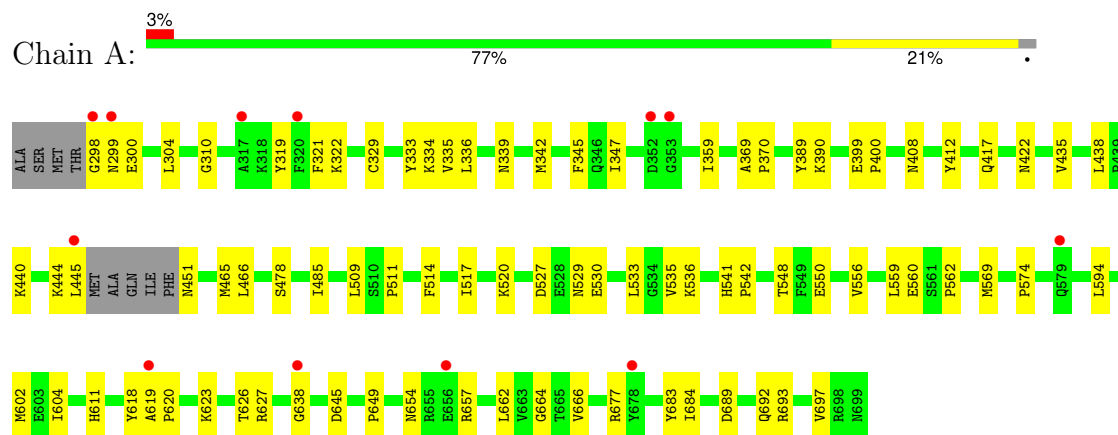 3%
Chain A:
77%
21%
•
ALA SER MET THR G298 N299 E300 L304 G310 A317 K318 Y319 F320 F321 K322 C329 Y333 K334 V335 L336 N339 M342 F345 Q346 I347 D352 G353 I359 A369 P370 Y389 K390 E399 P400 N408 Y412 Q417 N422 V435 L438 R439
K440 K444 L445 MET ALA GLN ILE PHE N451 M465 L466 S478 I485 L509 S510 P511 F514 I517 K520 D527 E528 N529 E530 L533 G534 V535 K536 H541 P542 T548 F549 E550 V556 L559 E560 S561 P562 M569 P574 Q579 L594
M602 E603 I604 H611 Y618 A619 P620 K623 T626 R627 G638 D645 P649 N654 R655 E656 R657 L662 V663 G664 T665 V666 R677 Y678 Y683 I684 D689 Q692 R693 V697 R698 N699